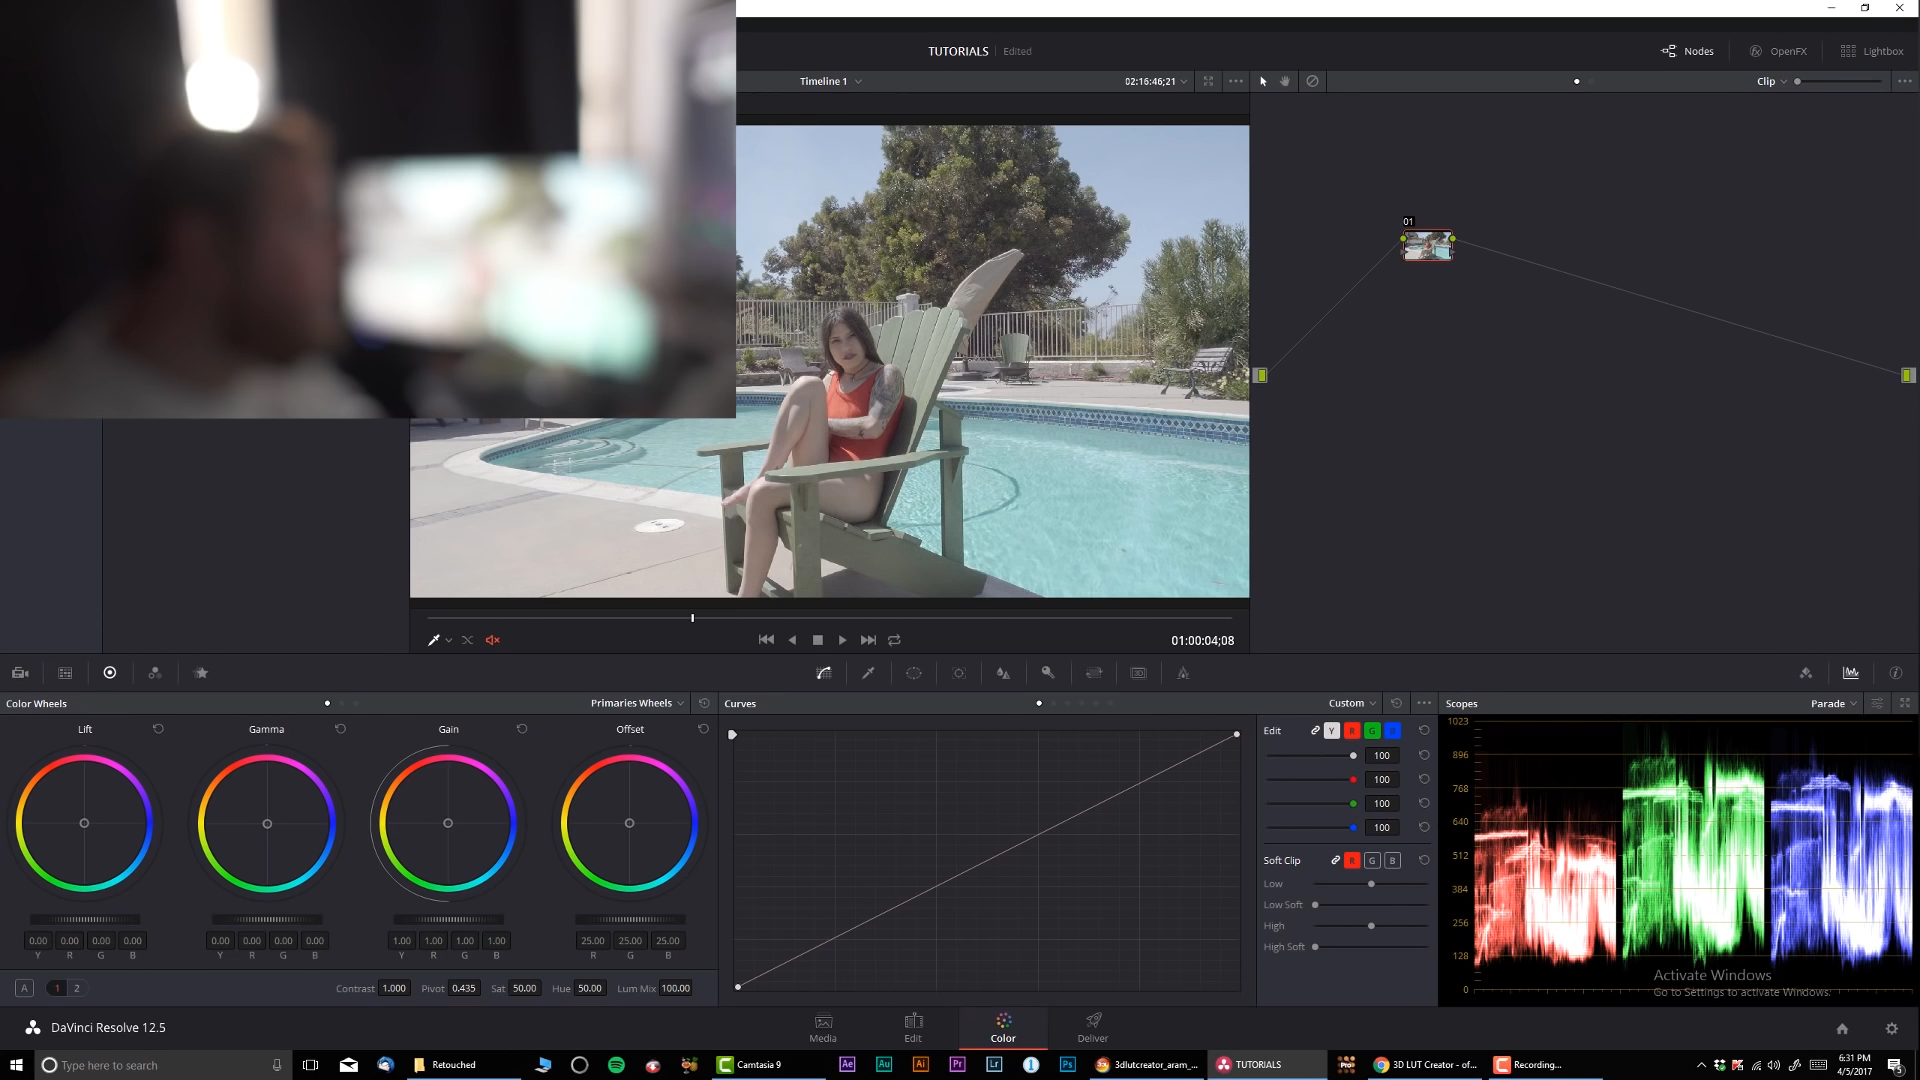 TUTORIALS Edited
Nodes
OpenFX
Lightbox
Timeline 1
02:16:46;21
Clip
01
01:00:04;08
Color Wheels
Primaries Wheels
Curves
Custom
Scopes
Parade
Lift
Gamma
Gain
Offset
0.00 0.00 0.00 0.00
Y R G B
0.00 0.00 0.00 0.00
Y R G B
1.00 1.00 1.00 1.00
Y R G B
25.00 25.00 25.00
R G B
A 1 2
Contrast 1.000 Pivot 0.435 Sat 50.00 Hue 50.00 Lum Mix 100.00
Edit Y R G B
100
100
100
100
Soft Clip R G B
Low
Low Soft
High
High Soft
1023
896
768
640
512
384
256
128
0
Activate Windows
Go to Settings to activate Windows.
DaVinci Resolve 12.5
Media
Edit
Color
Deliver
Type here to search
Retouched
Camtasia 9
Ae
Au
Ai
Pr
Lr
Ps
3dlutcreator_aram_...
TUTORIALS
3D LUT Creator - of...
Recording...
6:31 PM
4/5/2017
5